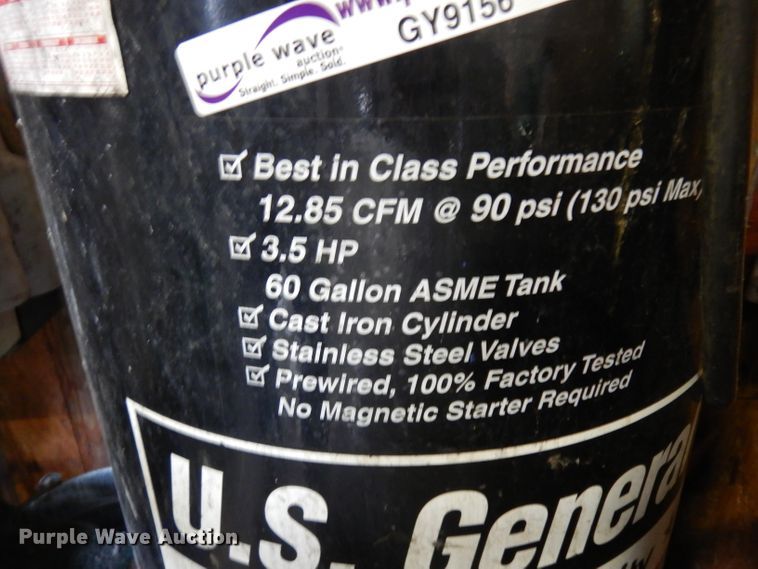 purple wave
auction
Straight. Simple. Sold.
GY9156
Best in Class Performance
12.85 CFM @ 90 psi (130 psi Max)
3.5 HP
60 Gallon ASME Tank
Cast Iron Cylinder
Stainless Steel Valves
Prewired, 100% Factory Tested
No Magnetic Starter Required
U.S. General
Purple Wave Auction